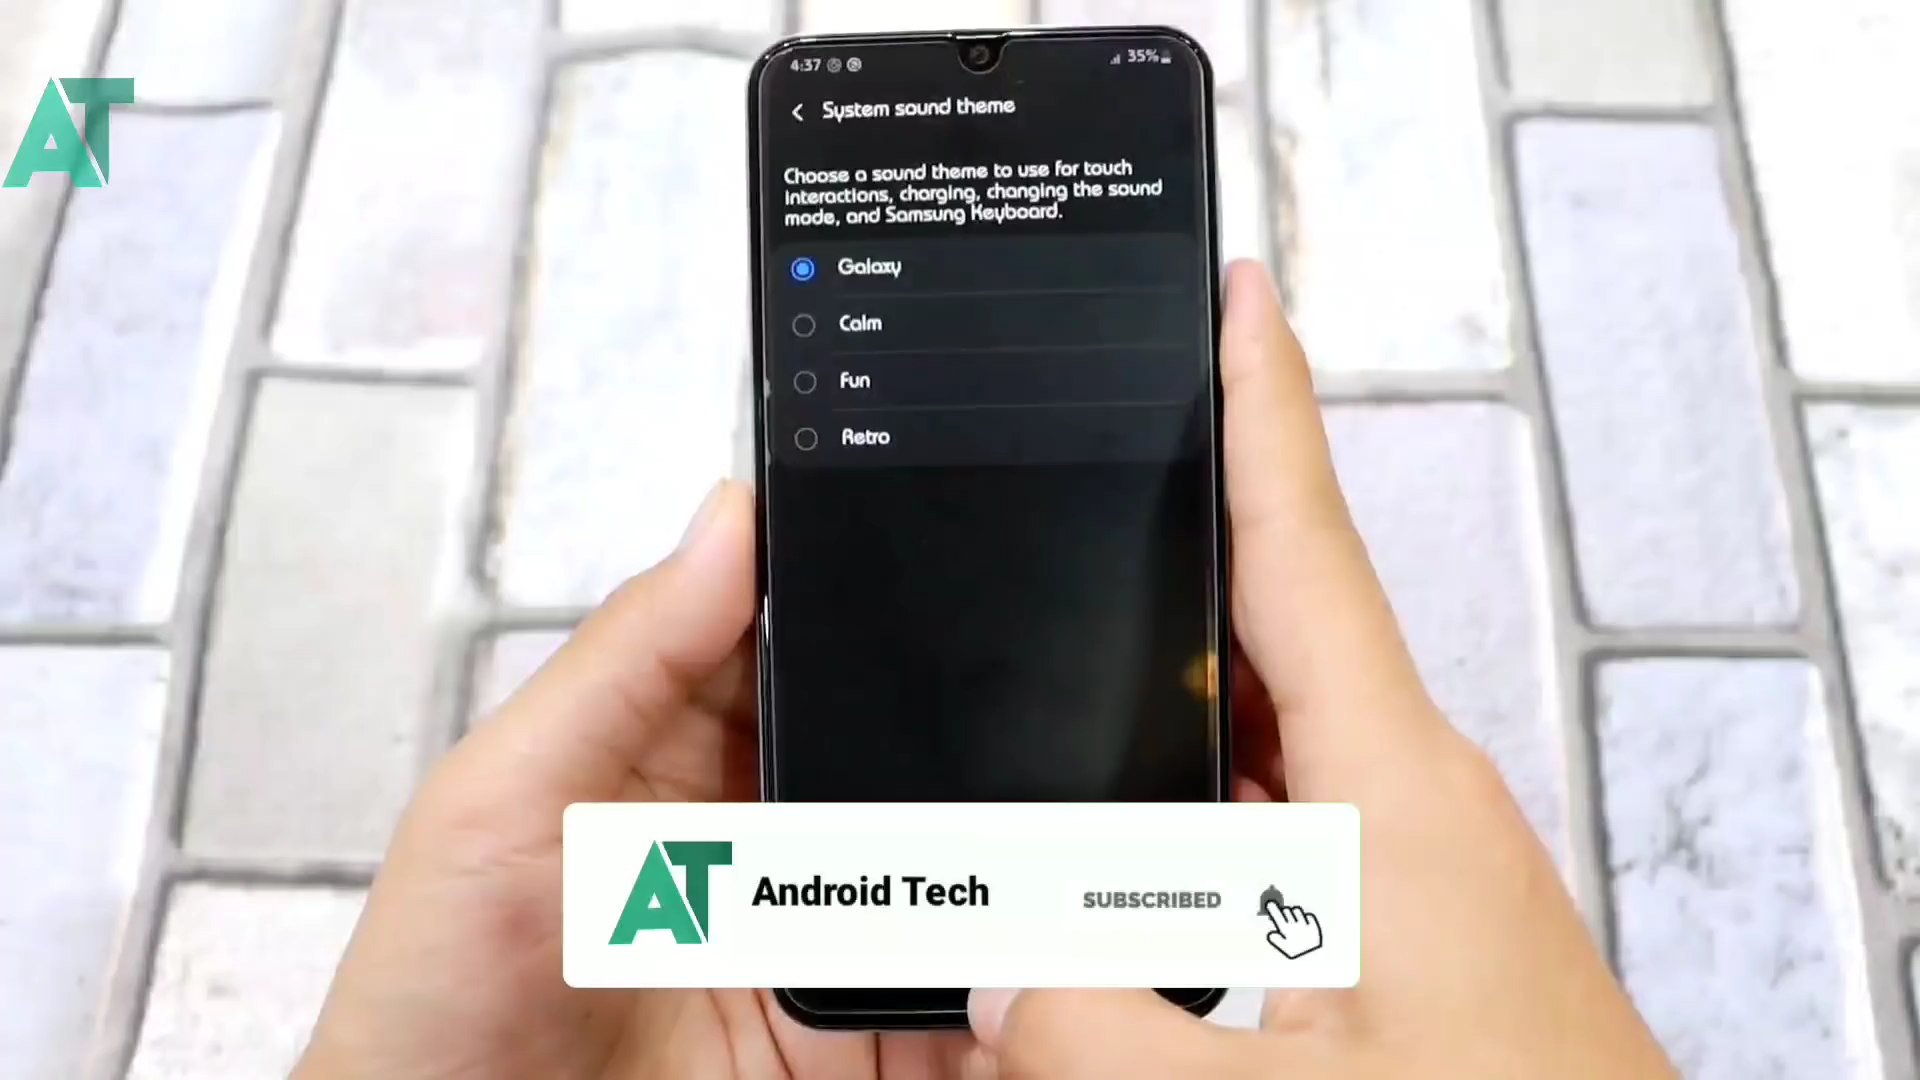 AT
4:37
35%
System sound theme
Choose a sound theme to use for touch
interactions, charging, changing the sound
mode, and Samsung Keyboard.
Galaxy
Calm
Fun
Retro
AT
Android Tech
SUBSCRIBED